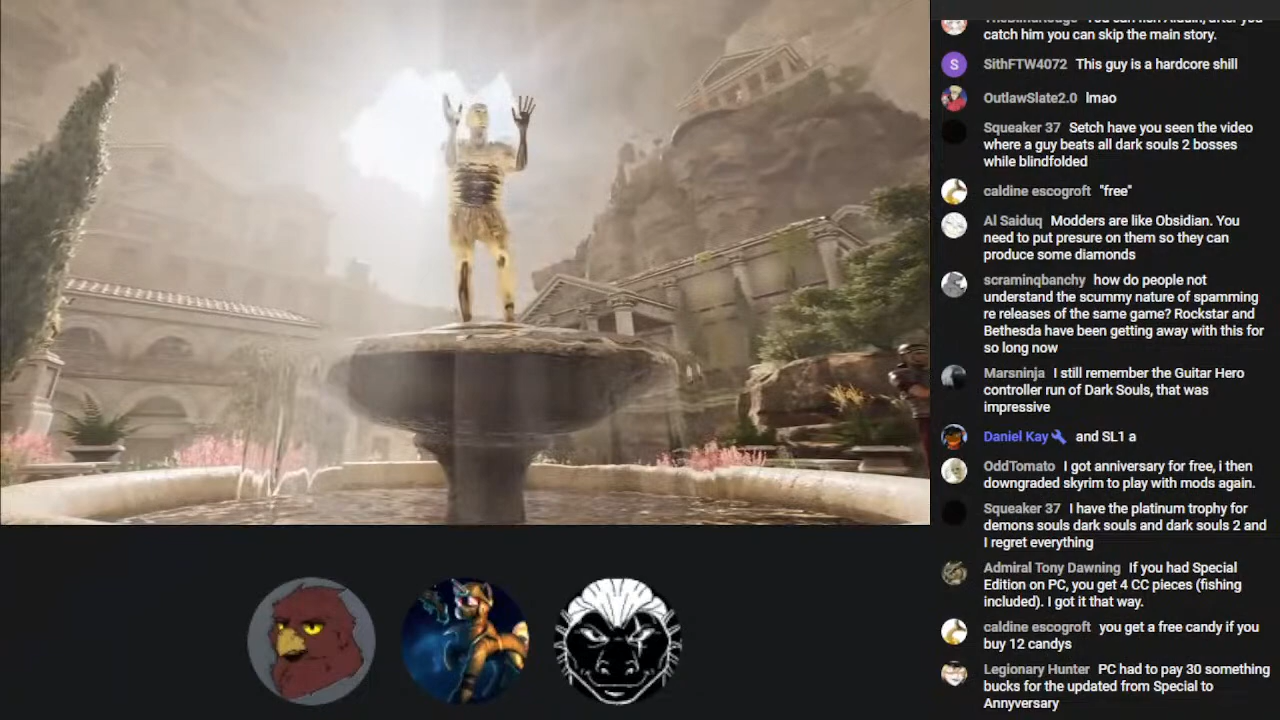 You can fish Alduin, after you
catch him you can skip the main story.
S
SithFTW4072 This guy is a hardcore shill
OutlawSlate2.0 lmao
Squeaker 37 Setch have you seen the video
where a guy beats all dark souls 2 bosses
while blindfolded
caldine escogroft "free"
Al Saiduq Modders are like Obsidian. You
need to put presure on them so they can
produce some diamonds
scraminqbanchy how do people not
understand the scummy nature of spamming
re releases of the same game? Rockstar and
Bethesda have been getting away with this for
so long now
Marsninja I still remember the Guitar Hero
controller run of Dark Souls, that was
impressive
Daniel Kay and SL1 a
OddTomato I got anniversary for free, i then
downgraded skyrim to play with mods again.
Squeaker 37 I have the platinum trophy for
demons souls dark souls and dark souls 2 and
I regret everything
Admiral Tony Dawning If you had Special
Edition on PC, you get 4 CC pieces (fishing
included). I got it that way.
caldine escogroft you get a free candy if you
buy 12 candys
Legionary Hunter PC had to pay 30 something
bucks for the updated from Special to
Annyversary